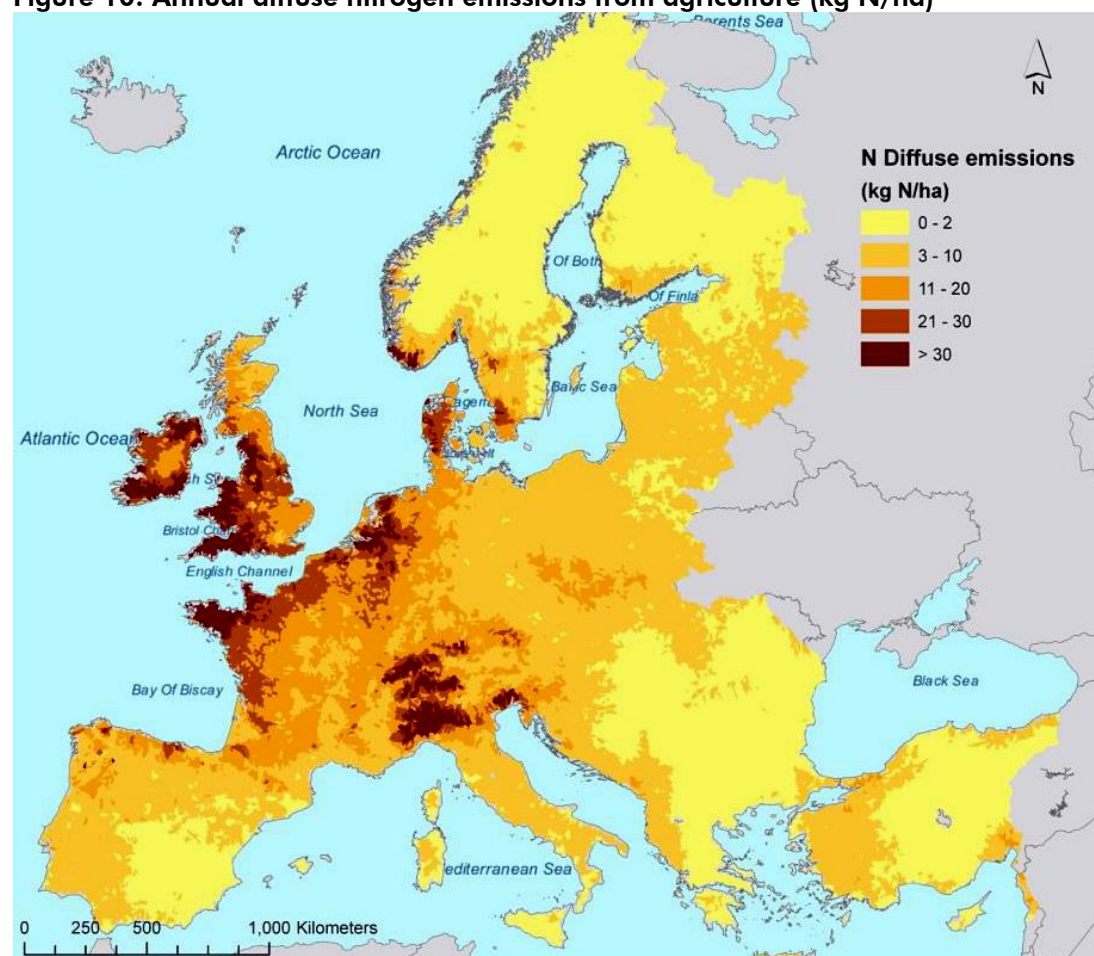 Figure 10: Annual diffuse nitrogen emissions from agriculture (kg N/ha)
Barents Sea
N
Arctic Ocean
N Diffuse emissions
(kg N/ha)
0 - 2
3 - 10
11 - 20
21 - 30
> 30
Of Both
Of Finla
Baltic Sea
North Sea
Atlantic Ocean
Bristol
English Channel
Bay Of Biscay
Black Sea
editerranean Sea
0 250 500 1,000 Kilometers